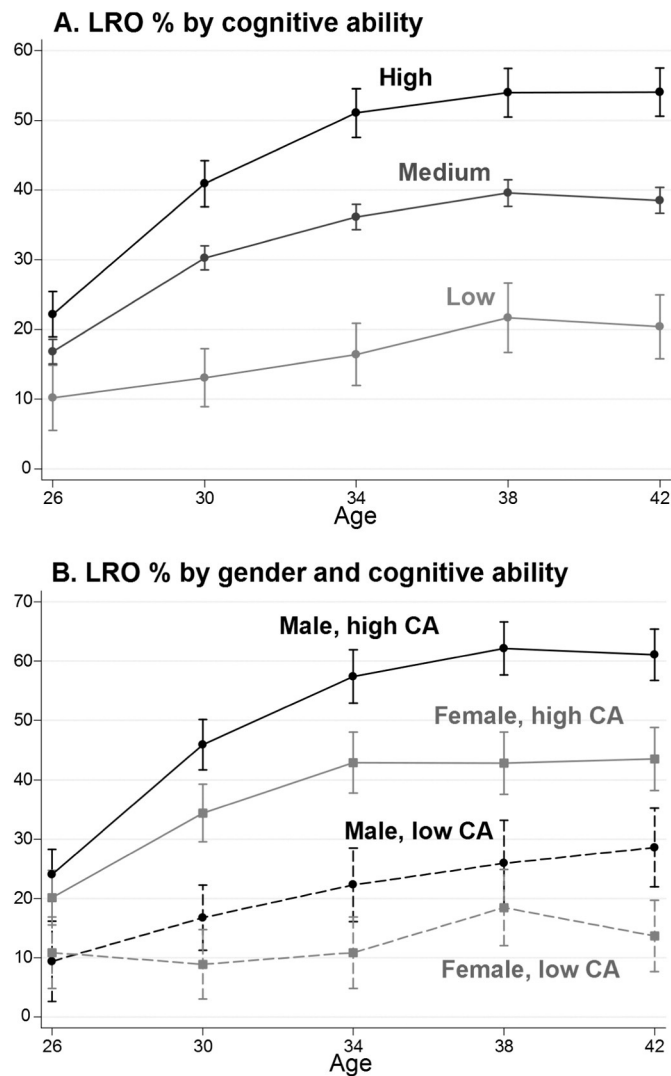 A. LRO % by cognitive ability
60
High
50
Medium
40
30
Low
20
10
0
26 30 34 38 42
Age
B. LRO % by gender and cognitive ability
70
Male, high CA
60
Female, high CA
50
40
Male, low CA
30
20
10
Female, low CA
0
26 30 34 38 42
Age